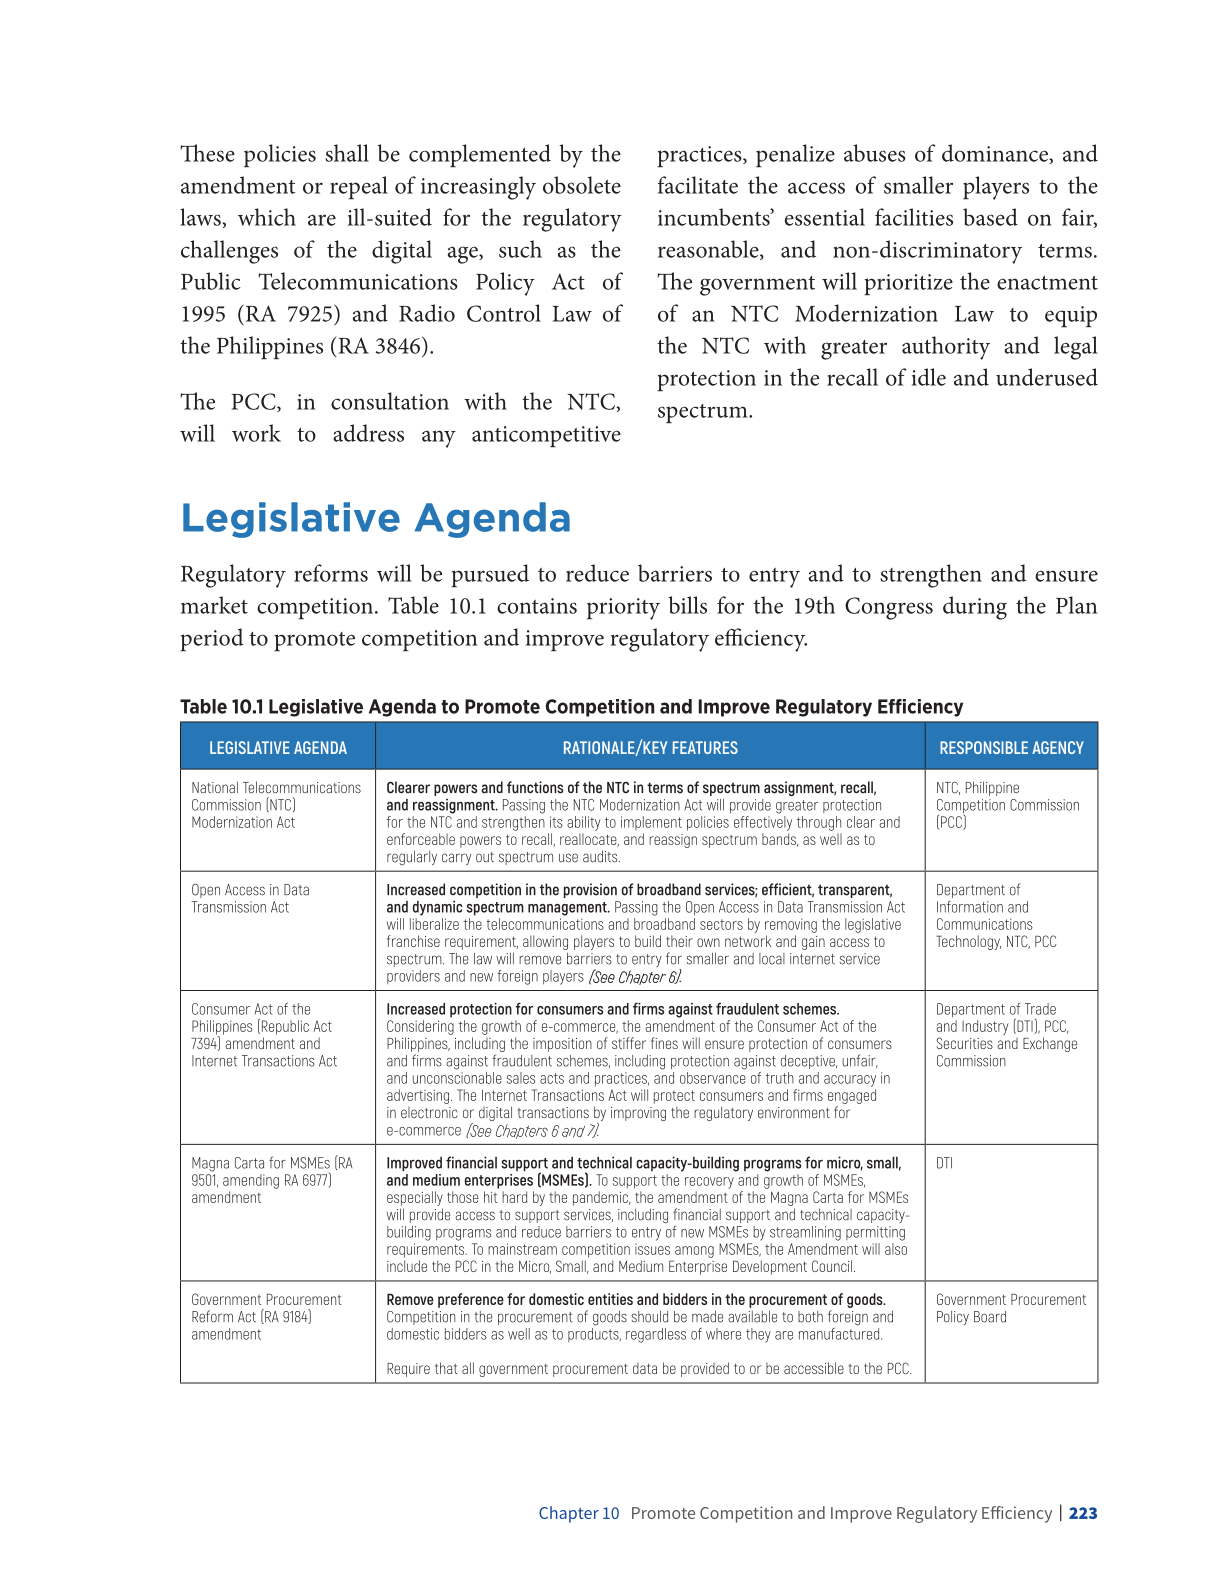 These policies shall be complemented by the
amendment or repeal of increasingly obsolete
laws, which are ill-suited for the regulatory
challenges of the digital age, such as the
Public Telecommunications Policy Act of
1995 (RA 7925) and Radio Control Law of
the Philippines (RA 3846).
The PCC, in consultation with the NTC,
will work to address any anticompetitive
practices, penalize abuses of dominance, and
facilitate the access of smaller players to the
incumbents’ essential facilities based on fair,
reasonable, and non-discriminatory terms.
The government will prioritize the enactment
of an NTC Modernization Law to equip
the NTC with greater authority and legal
protection in the recall of idle and underused
spectrum.
Legislative Agenda
Regulatory reforms will be pursued to reduce barriers to entry and to strengthen and ensure
market competition. Table 10.1 contains priority bills for the 19th Congress during the Plan
period to promote competition and improve regulatory efficiency.
Table 10.1 Legislative Agenda to Promote Competition and Improve Regulatory Efficiency
LEGISLATIVE AGENDA
RATIONALE/KEY FEATURES
RESPONSIBLE AGENCY
National Telecommunications
Commission (NTC)
Modernization Act
Clearer powers and functions of the NTC in terms of spectrum assignment, recall,
and reassignment. Passing the NTC Modernization Act will provide greater protection
for the NTC and strengthen its ability to implement policies effectively through clear and
enforceable powers to recall, reallocate, and reassign spectrum bands, as well as to
regularly carry out spectrum use audits.
NTC, Philippine
Competition Commission
(PCC)
Open Access in Data
Transmission Act
Increased competition in the provision of broadband services; efficient, transparent,
and dynamic spectrum management. Passing the Open Access in Data Transmission Act
will liberalize the telecommunications and broadband sectors by removing the legislative
franchise requirement, allowing players to build their own network and gain access to
spectrum. The law will remove barriers to entry for smaller and local internet service
providers and new foreign players (See Chapter 6).
Department of
Information and
Communications
Technology, NTC, PCC
Consumer Act of the
Philippines (Republic Act
7394) amendment and
Internet Transactions Act
Increased protection for consumers and firms against fraudulent schemes.
Considering the growth of e-commerce, the amendment of the Consumer Act of the
Philippines, including the imposition of stiffer fines will ensure protection of consumers
and firms against fraudulent schemes, including protection against deceptive, unfair,
and unconscionable sales acts and practices, and observance of truth and accuracy in
advertising. The Internet Transactions Act will protect consumers and firms engaged
in electronic or digital transactions by improving the regulatory environment for
e-commerce (See Chapters 6 and 7).
Department of Trade
and Industry (DTI), PCC,
Securities and Exchange
Commission
Magna Carta for MSMEs (RA
9501, amending RA 6977)
amendment
Improved financial support and technical capacity-building programs for micro, small,
and medium enterprises (MSMEs). To support the recovery and growth of MSMEs,
especially those hit hard by the pandemic, the amendment of the Magna Carta for MSMEs
will provide access to support services, including financial support and technical capacity-
building programs and reduce barriers to entry of new MSMEs by streamlining permitting
requirements. To mainstream competition issues among MSMEs, the Amendment will also
include the PCC in the Micro, Small, and Medium Enterprise Development Council.
DTI
Government Procurement
Reform Act (RA 9184)
amendment
Remove preference for domestic entities and bidders in the procurement of goods.
Competition in the procurement of goods should be made available to both foreign and
domestic bidders as well as to products, regardless of where they are manufactured.
Require that all government procurement data be provided to or be accessible to the PCC.
Government Procurement
Policy Board
Chapter 10 Promote Competition and Improve Regulatory Efficiency | 223